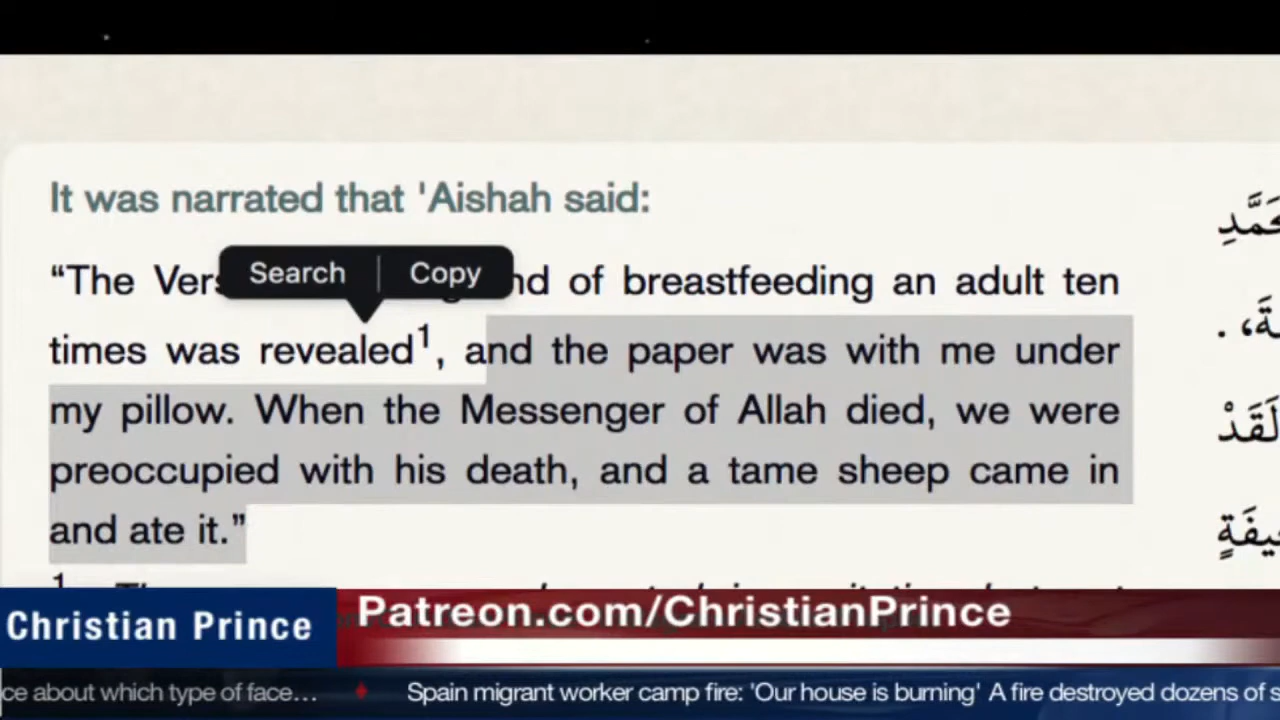 It was narrated that 'Aishah said:
Search | Copy
“The Vers nd of breastfeeding an adult ten
times was revealed¹, and the paper was with me under
my pillow. When the Messenger of Allah died, we were
preoccupied with his death, and a tame sheep came in
and ate it.”
Christian Prince
Patreon.com/ChristianPrince
ce about which type of face... ♦ Spain migrant worker camp fire: 'Our house is burning' A fire destroyed dozens of s